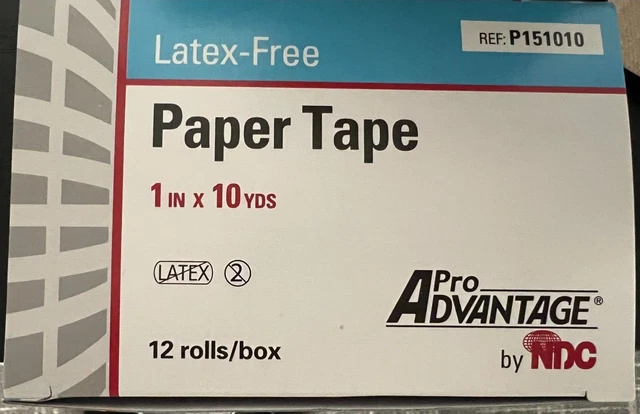 Latex-Free
REF: P151010
Paper Tape
1 IN X 10 YDS
LATEX 2
12 rolls/box
Pro
ADVANTAGE®
by NDC